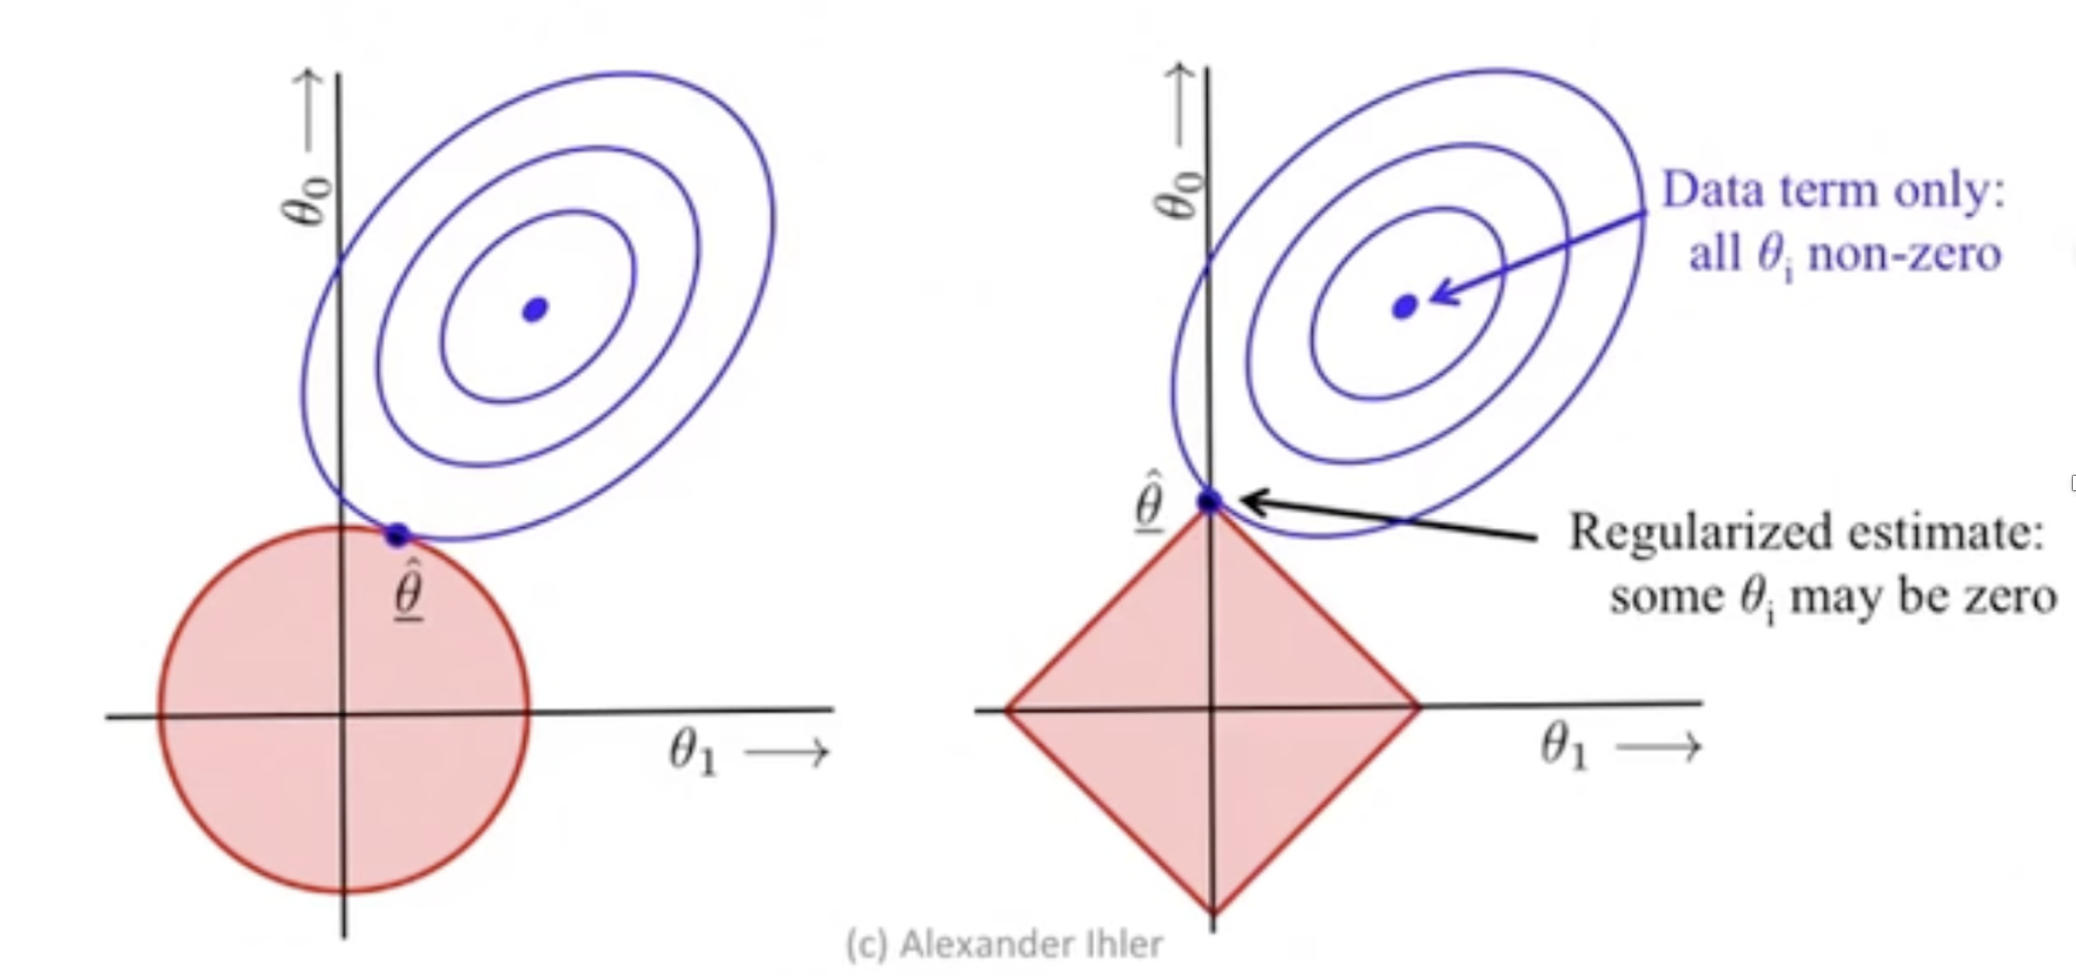 θ₀ ⟶
θ₁ ⟶
θ̲̂
θ₀ ⟶
θ₁ ⟶
θ̲̂
Data term only:
all θᵢ non-zero
Regularized estimate:
some θᵢ may be zero
(c) Alexander Ihler